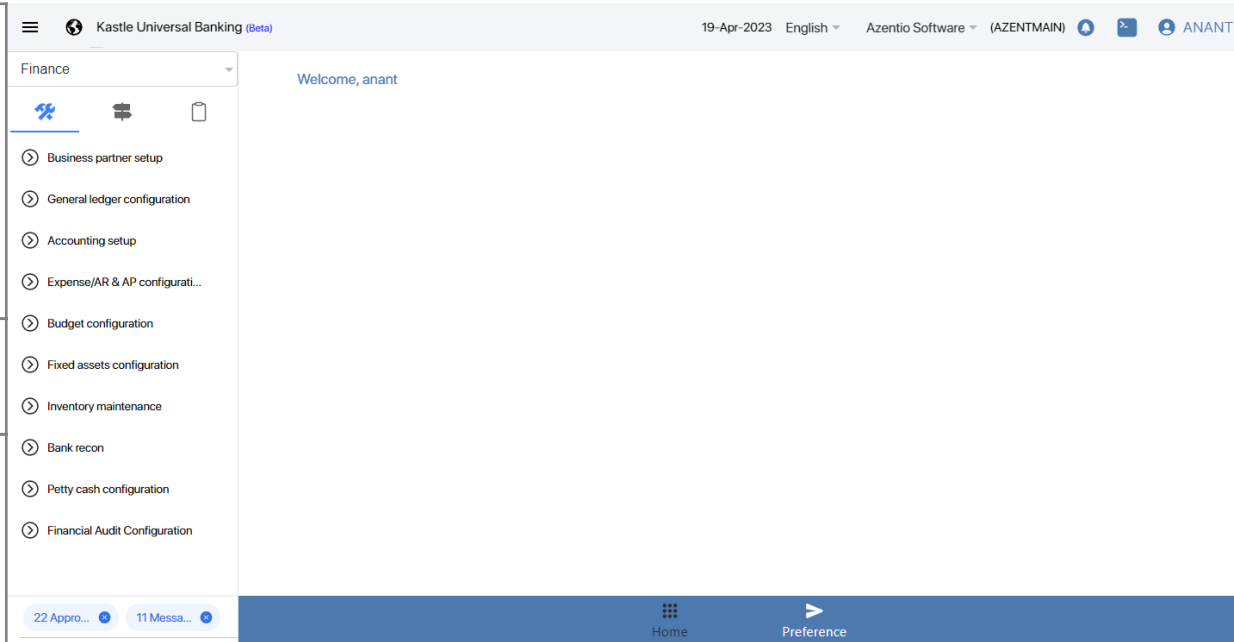 Kastle Universal Banking (Beta)
19-Apr-2023 English Azentio Software (AZENTMAIN) ANANT
Finance
Welcome, anant
Business partner setup
General ledger configuration
Accounting setup
Expense/AR & AP configurati...
Budget configuration
Fixed assets configuration
Inventory maintenance
Bank recon
Petty cash configuration
Financial Audit Configuration
22 Appro... 11 Messa...
Home Preference